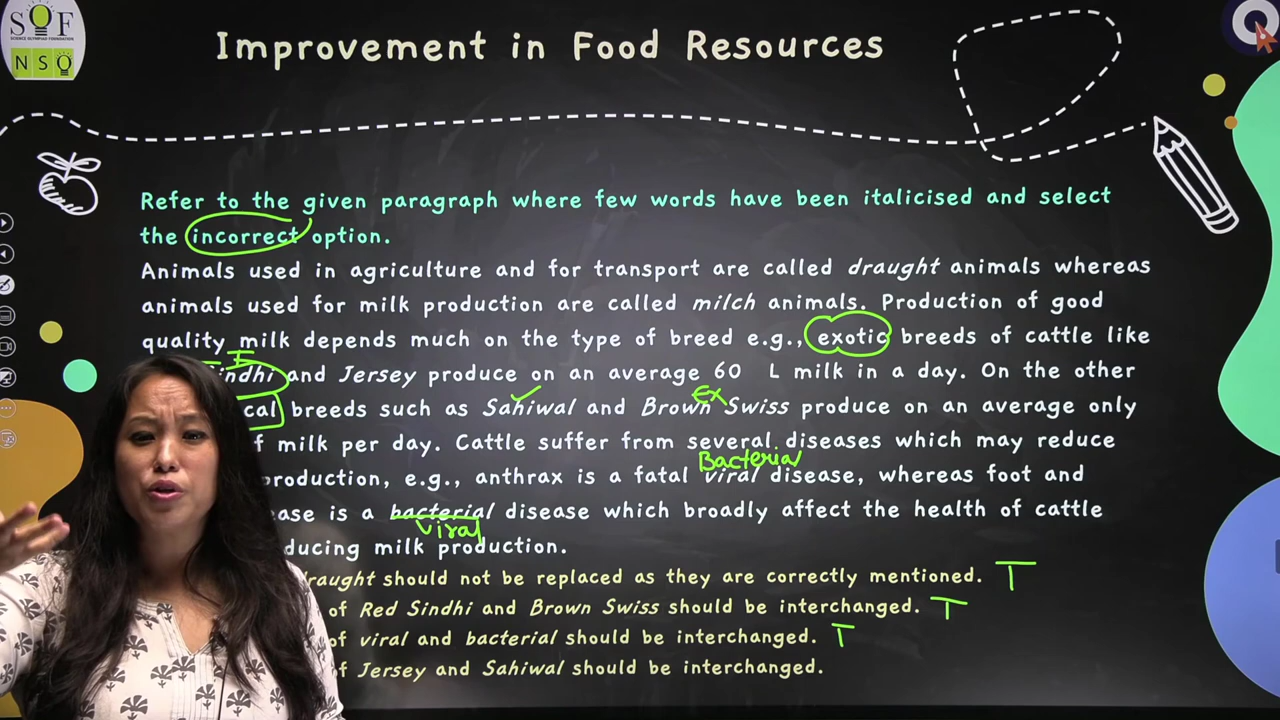 SOF
SCIENCE OLYMPIAD FOUNDATION
NSO
Improvement in Food Resources
Refer to the given paragraph where few words have been italicised and select
the incorrect option.
Animals used in agriculture and for transport are called draught animals whereas
animals used for milk production are called milch animals. Production of good
quality milk depends much on the type of breed e.g., exotic breeds of cattle like
I
Sindhi and Jersey produce on an average 60 L milk in a day. On the other
Ex
breeds such as Sahiwal and Brown Swiss produce on an average only
milk per day. Cattle suffer from several diseases which may reduce
Bacterial
production, e.g., anthrax is a fatal viral disease, whereas foot and
is a bacterial disease which broadly affect the health of cattle
viral
milk production.
draught should not be replaced as they are correctly mentioned. T
of Red Sindhi and Brown Swiss should be interchanged. T
of viral and bacterial should be interchanged. T
Jersey and Sahiwal should be interchanged.